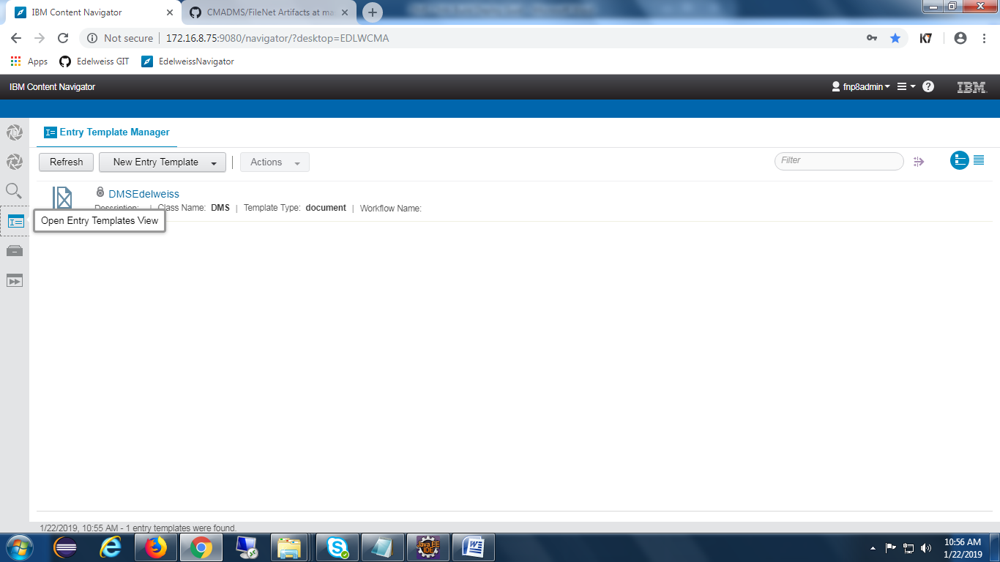 IBM Content Navigator
CMADMS/FileNet Artifacts at ma
Not secure | 172.16.8.75:9080/navigator/?desktop=EDLWCMA
Apps Edelweiss GIT EdelweissNavigator
IBM Content Navigator
fnp8admin
IBM
Entry Template Manager
Refresh New Entry Template Actions
Filter
DMSEdelweiss
Description: | Class Name: DMS | Template Type: document | Workflow Name:
Open Entry Templates View
1/22/2019, 10:55 AM - 1 entry templates were found.
Java EE
IDE
10:56 AM
1/22/2019